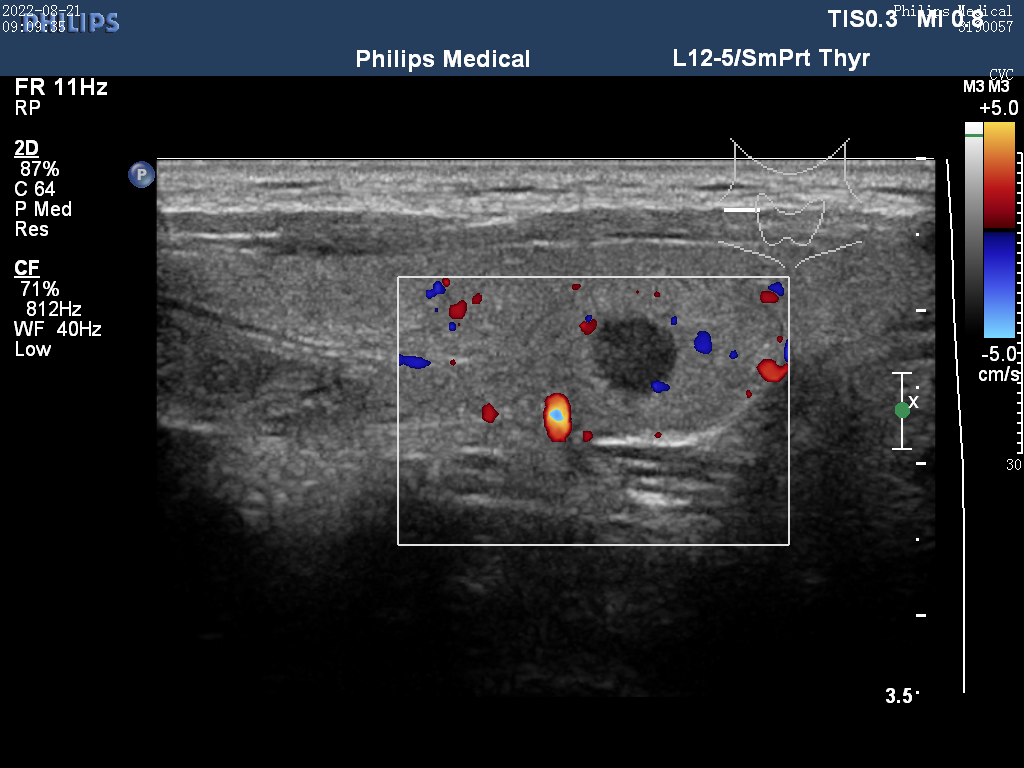 2022-08-21
09:09:35
PHILIPS
TIS0.3 MI 0.8
Philips Medical
Philips Medical
L12-5/SmPrt Thyr
CVC
FR 11Hz
RP
M3 M3
+5.0
2D
87%
C 64
P Med
Res
P
CF
71%
812Hz
WF 40Hz
Low
-5.0
cm/s
x
30
3.5